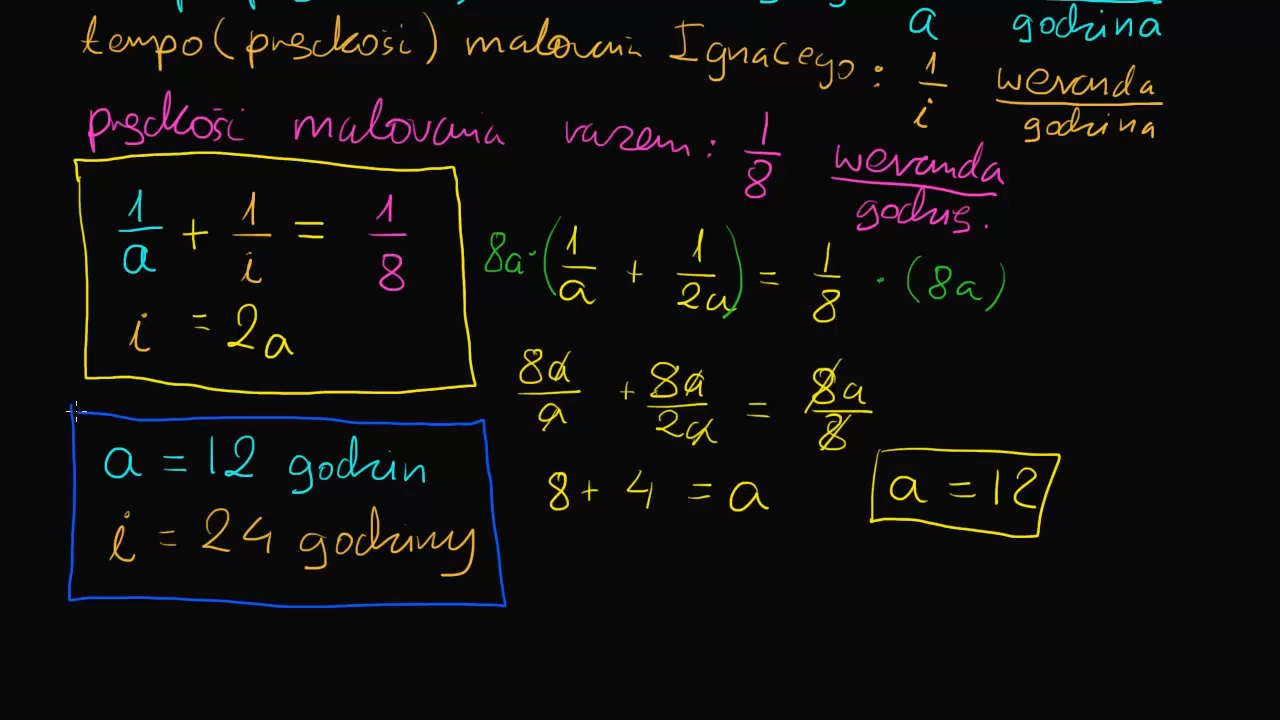 a godzina
tempo (prędkość) malowania Ignacego: 1/i weranda/godzina
prędkość malowania razem: 1/8 weranda/godzię.
1/a + 1/i = 1/8
i = 2a
8a·(1/a + 1/2a) = 1/8 · (8a)
8a/a + 8a/2a = 8a/8
8 + 4 = a
a = 12
a = 12 godzin
i = 24 godziny